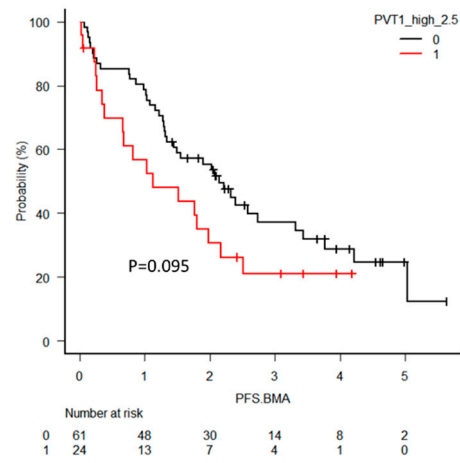 PVT1_high_2.5
0
1
100
80
60
40
20
0
Probability (%)
P=0.095
0 1 2 3 4 5
PFS.BMA
Number at risk
0 61 48 30 14 8 2
1 24 13 7 4 1 0